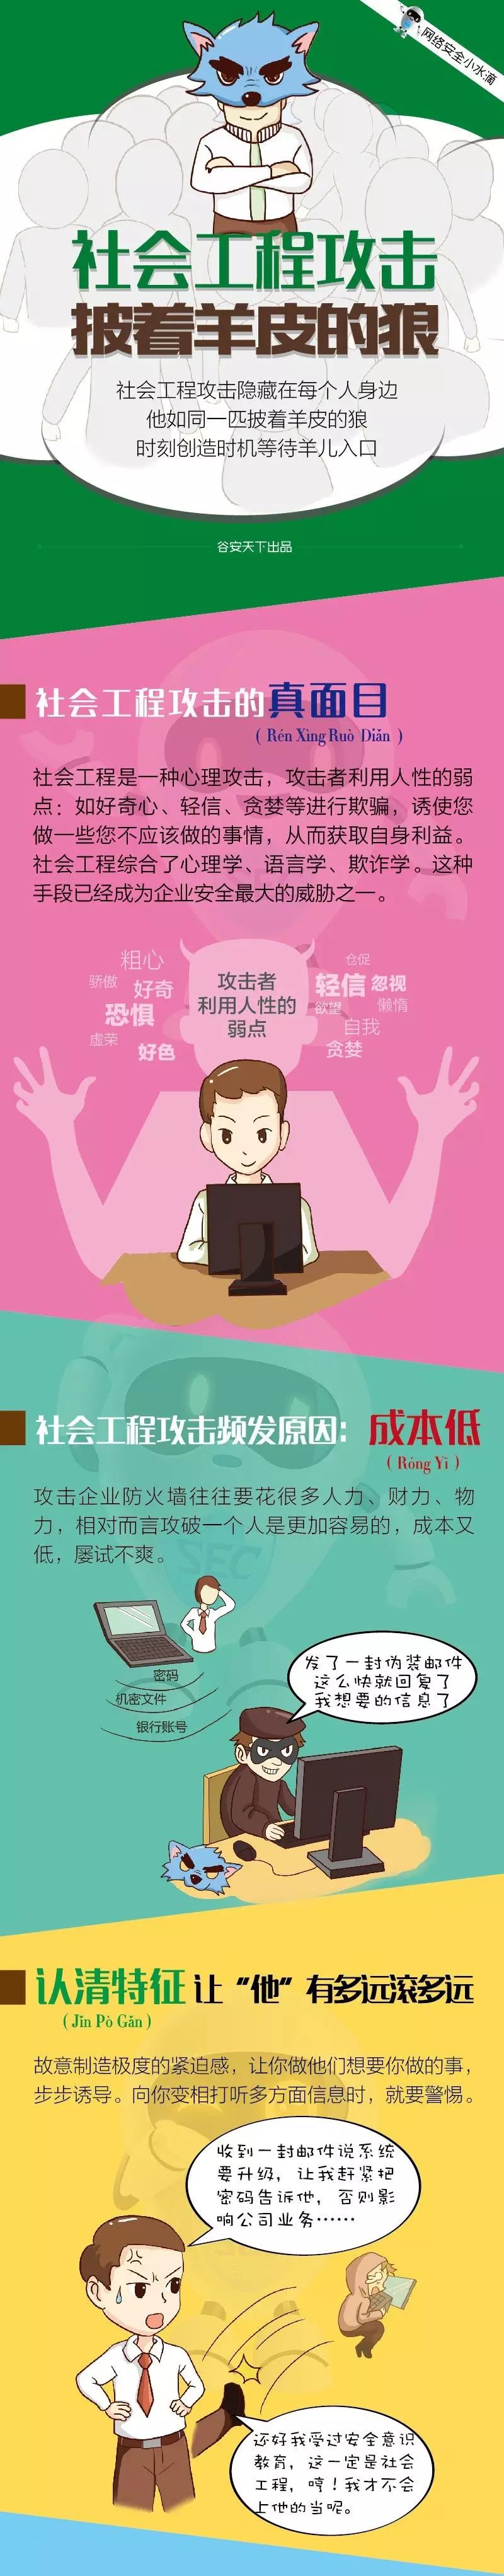 网络安全小水滴
社会工程攻击
披着羊皮的狼
社会工程攻击隐藏在每个人身边
他如同一匹披着羊皮的狼
时刻创造时机等待羊儿入口
谷安天下出品
社会工程攻击的真面目
（Rén Xìng Ruò Diǎn）
社会工程是一种心理攻击，攻击者利用人性的弱
点：如好奇心、轻信、贪婪等进行欺骗，诱使您
做一些您不应该做的事情，从而获取自身利益。
社会工程综合了心理学、语言学、欺诈学。这种
手段已经成为企业安全最大的威胁之一。
粗心
骄傲
好奇
恐惧
虚荣
好色
攻击者
利用人性的
弱点
仓促
轻信
忽视
欲望
懒惰
自我
贪婪
社会工程攻击频发原因：成本低
（Róng Yì）
攻击企业防火墙往往要花很多人力、财力、物
力，相对而言攻破一个人是更加容易的，成本又
低，屡试不爽。
SEC
密码
机密文件
银行账号
发了一封伪装邮件
这么快就回复了
我想要的信息了
认清特征 让“他”有多远滚多远
（Jǐn Pò Gǎn）
故意制造极度的紧迫感，让你做他们想要你做的事，
步步诱导。向你变相打听多方面信息时，就要警惕。
收到一封邮件说系统
要升级，让我赶紧把
密码告诉他，否则影
响公司业务……
还好我受过安全意识
教育，这一定是社会
工程，哼！我才不会
上他的当呢。